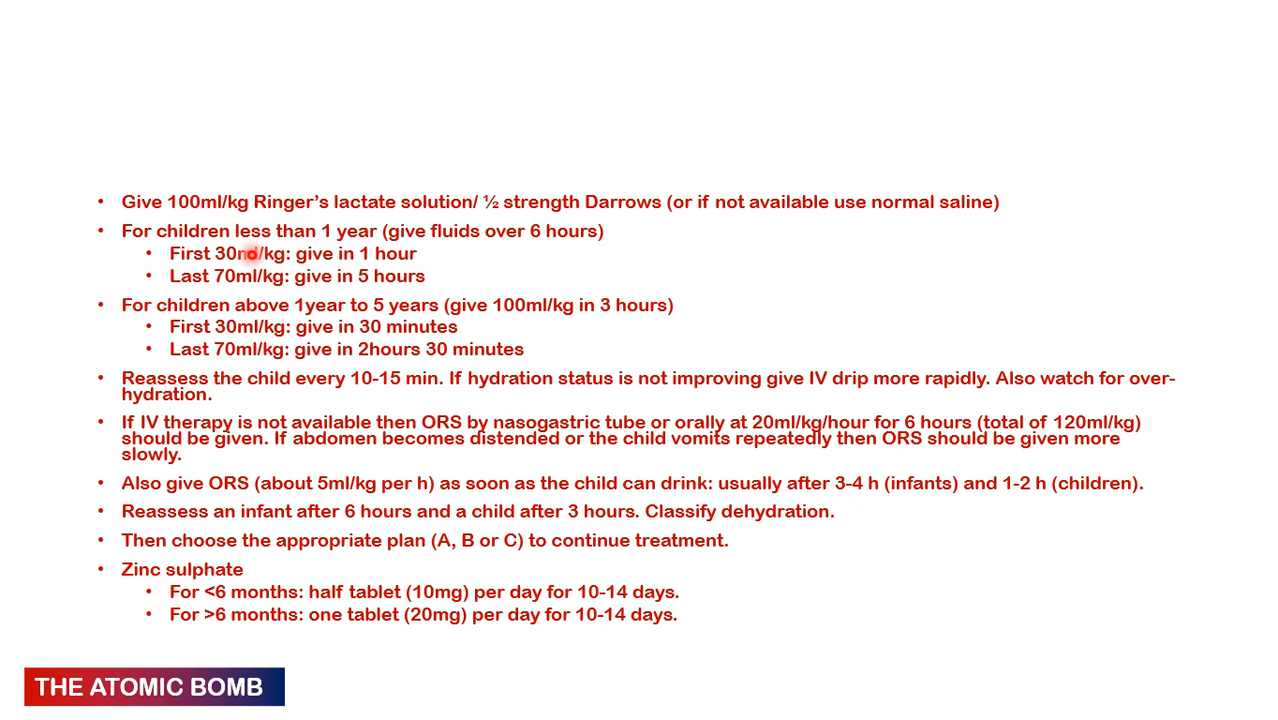 • Give 100ml/kg Ringer's lactate solution/ ½ strength Darrows (or if not available use normal saline)
• For children less than 1 year (give fluids over 6 hours)
• First 30ml/kg: give in 1 hour
• Last 70ml/kg: give in 5 hours
• For children above 1year to 5 years (give 100ml/kg in 3 hours)
• First 30ml/kg: give in 30 minutes
• Last 70ml/kg: give in 2hours 30 minutes
• Reassess the child every 10-15 min. If hydration status is not improving give IV drip more rapidly. Also watch for over-
hydration.
• If IV therapy is not available then ORS by nasogastric tube or orally at 20ml/kg/hour for 6 hours (total of 120ml/kg)
should be given. If abdomen becomes distended or the child vomits repeatedly then ORS should be given more
slowly.
• Also give ORS (about 5ml/kg per h) as soon as the child can drink: usually after 3-4 h (infants) and 1-2 h (children).
• Reassess an infant after 6 hours and a child after 3 hours. Classify dehydration.
• Then choose the appropriate plan (A, B or C) to continue treatment.
• Zinc sulphate
• For <6 months: half tablet (10mg) per day for 10-14 days.
• For >6 months: one tablet (20mg) per day for 10-14 days.
THE ATOMIC BOMB